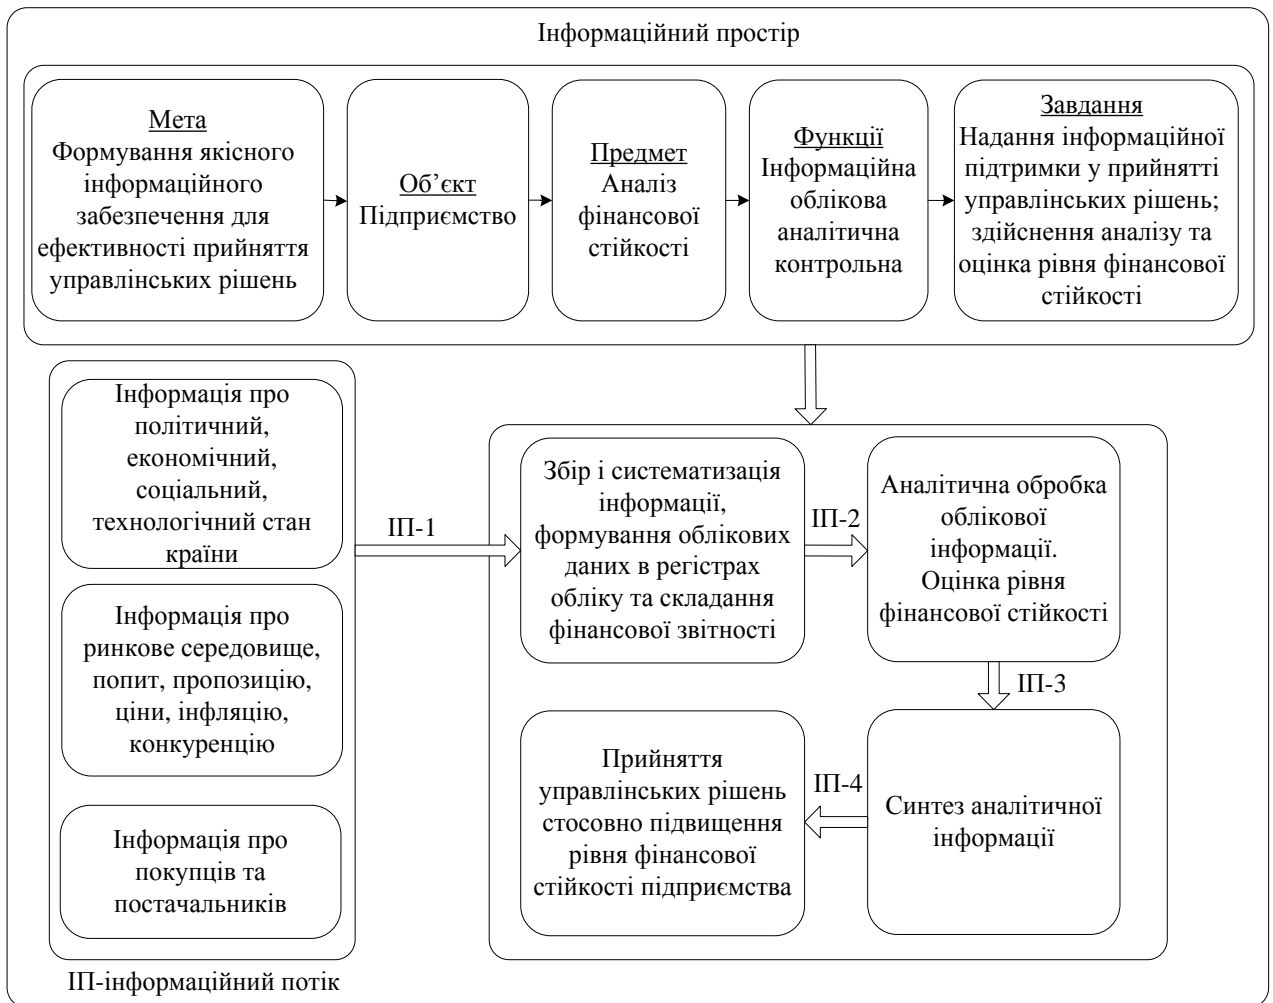 Інформаційний простір
Мета
Формування якісного
інформаційного
забезпечення для
ефективності прийняття
управлінських рішень
Об’єкт
Підприємство
Предмет
Аналіз
фінансової
стійкості
Функції
Інформаційна
облікова
аналітична
контрольна
Завдання
Надання інформаційної
підтримки у прийнятті
управлінських рішень;
здійснення аналізу та
оцінка рівня фінансової
стійкості
Інформація про
політичний,
економічний,
соціальний,
технологічний стан
країни
Інформація про
ринкове середовище,
попит, пропозицію,
ціни, інфляцію,
конкуренцію
Інформація про
покупців та
постачальників
ІП-1
Збір і систематизація
інформації,
формування облікових
даних в регістрах
обліку та складання
фінансової звітності
ІП-2
Аналітична обробка
облікової
інформації.
Оцінка рівня
фінансової стійкості
ІП-3
Синтез аналітичної
інформації
ІП-4
Прийняття
управлінських рішень
стосовно підвищення
рівня фінансової
стійкості підприємства
ІП-інформаційний потік